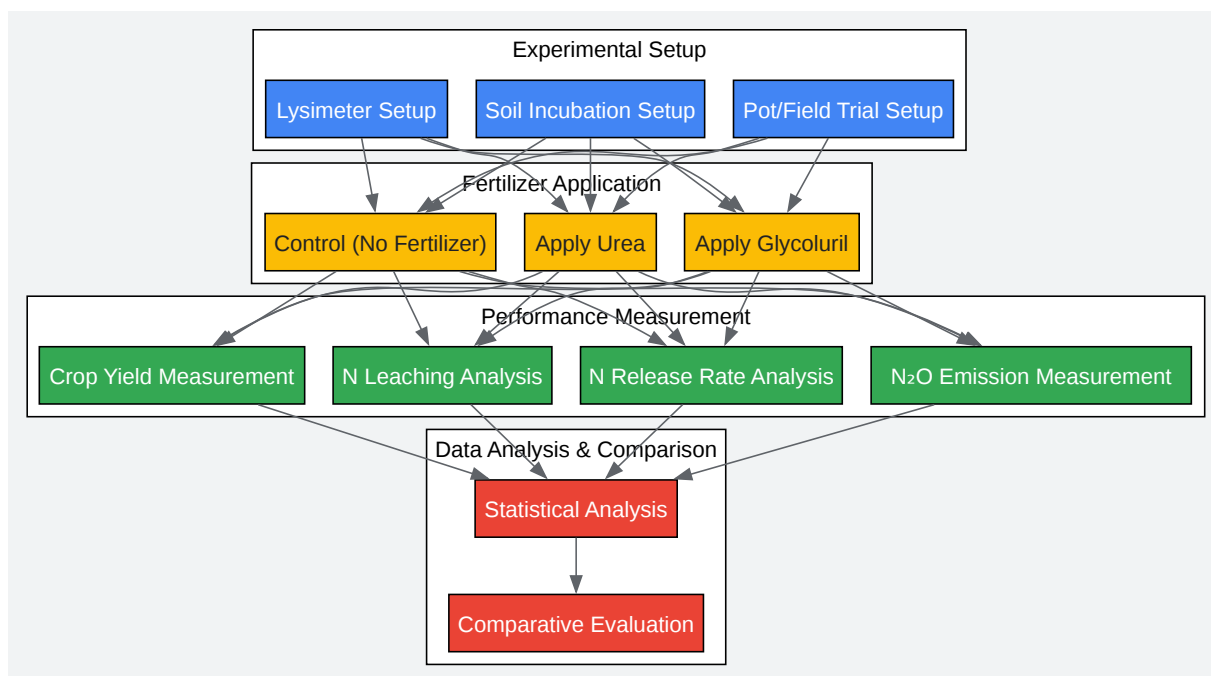 Experimental Setup
Lysimeter Setup
Soil Incubation Setup
Pot/Field Trial Setup
Fertilizer Application
Control (No Fertilizer)
Apply Urea
Apply Glycoluril
Performance Measurement
Crop Yield Measurement
N Leaching Analysis
N Release Rate Analysis
N₂O Emission Measurement
Data Analysis & Comparison
Statistical Analysis
Comparative Evaluation